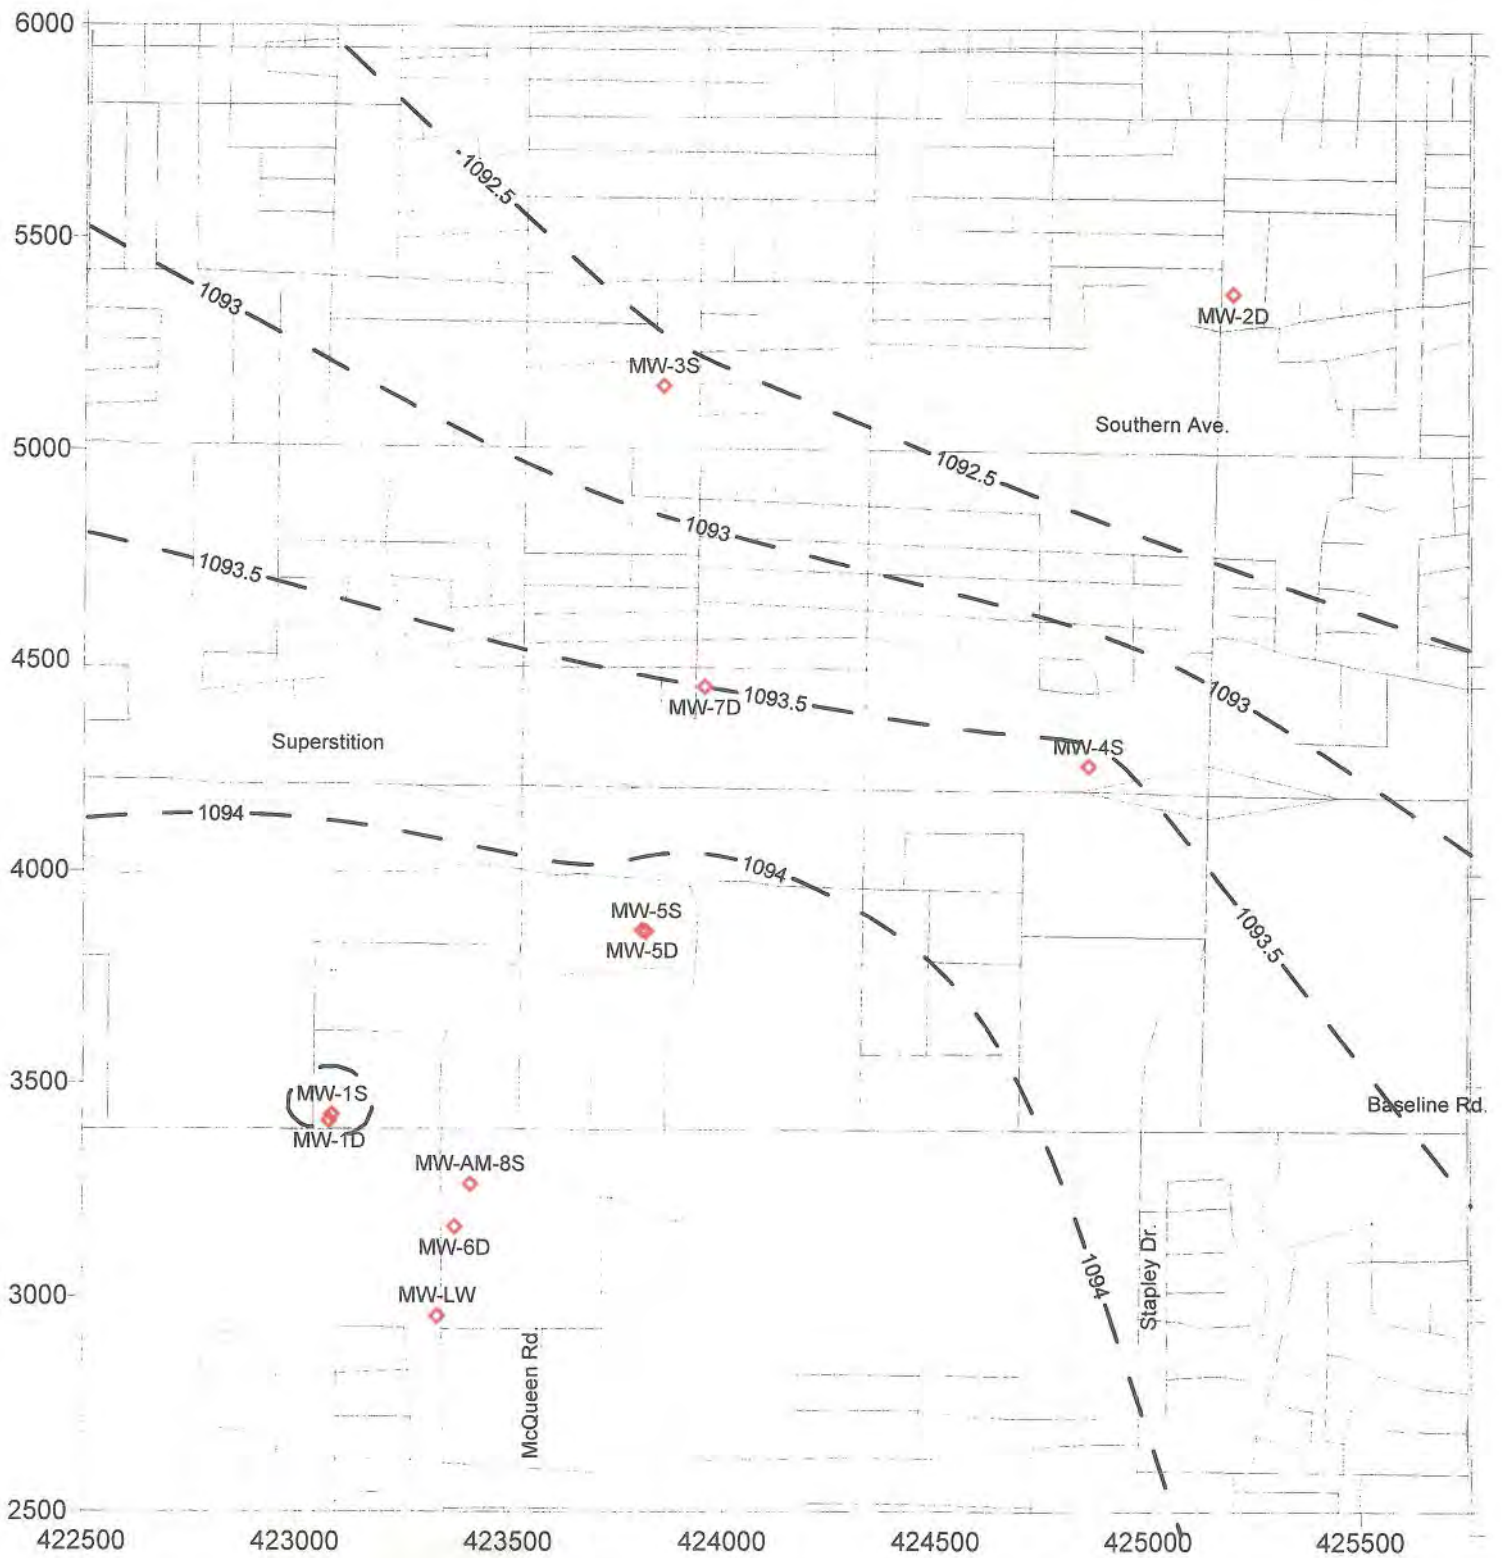 6000
1092.5
5500
1093
MW-2D
MW-3S
Southern Ave.
5000
1092.5
1093
1093.5
4500
1093
MW-7D
1093.5
Superstition
MW-4S
1094
4000
1094
MW-5S
1093.5
MW-5D
3500
MW-1S
Baseline Rd.
MW-1D
MW-AM-8S
MW-6D
1094
Stapley Dr.
3000
MW-LW
McQueen Rd
2500
422500 423000 423500 424000 424500 425000 425500